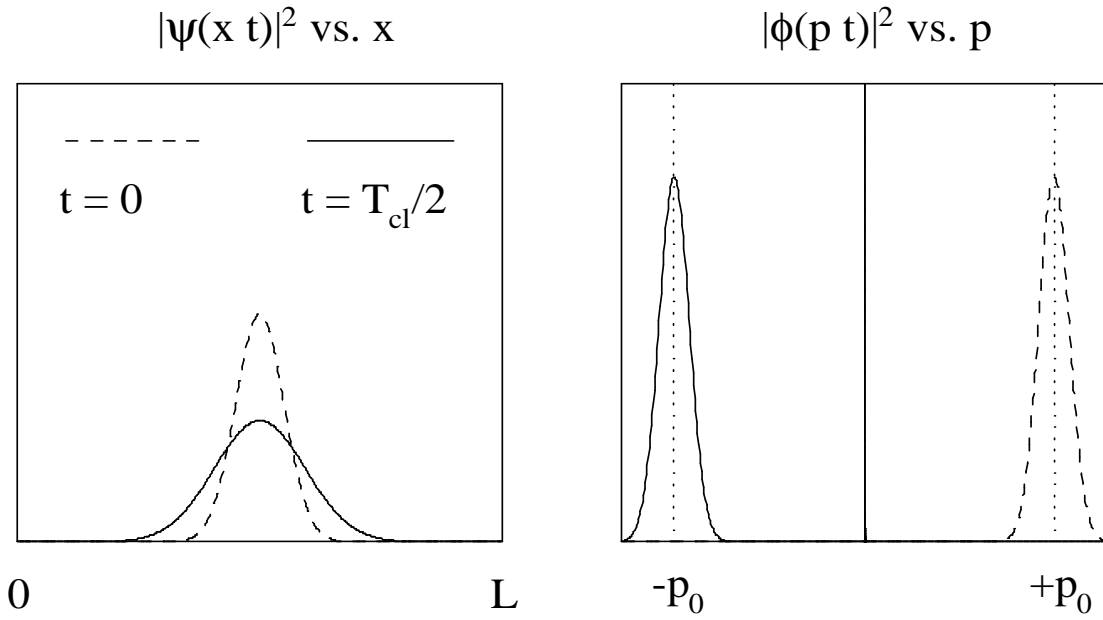 |ψ(x t)|² vs. x
|ϕ(p t)|² vs. p
t = 0
t = T_cl/2
0
L
-p₀
+p₀